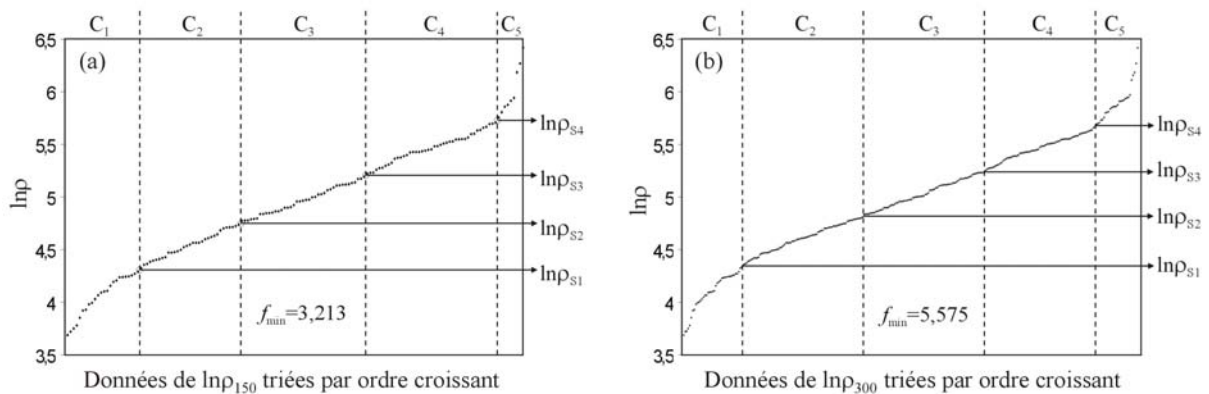 C1 C2 C3 C4 C5
6,5
(a)
6
5,5
5
4,5
4
3,5
lnρ
lnρS4
lnρS3
lnρS2
lnρS1
fmin=3,213
Données de lnρ150 triées par ordre croissant
C1 C2 C3 C4 C5
6,5
(b)
6
5,5
5
4,5
4
3,5
lnρ
lnρS4
lnρS3
lnρS2
lnρS1
fmin=5,575
Données de lnρ300 triées par ordre croissant